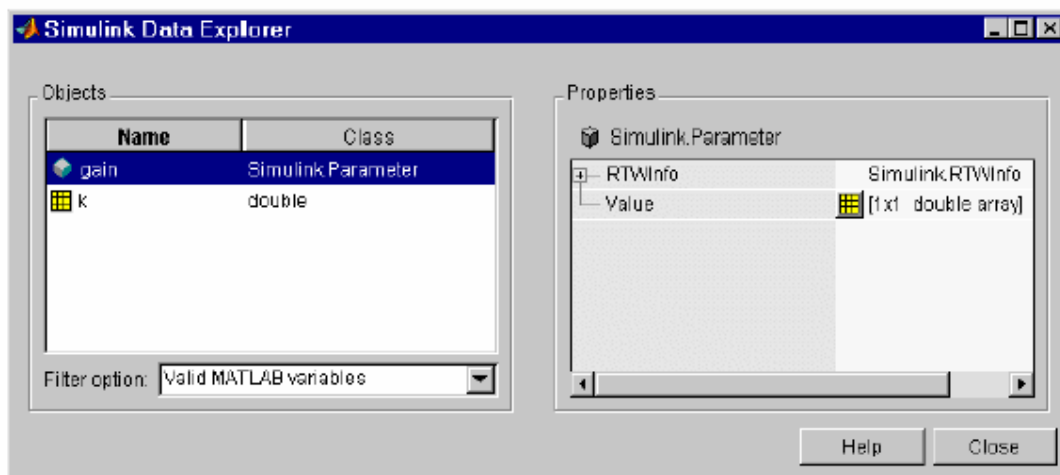 Simulink Data Explorer
Objects
Name Class
gain Simulink.Parameter
k double
Filter option: Valid MATLAB variables
Properties
Simulink.Parameter
RTWInfo Simulink.RTWInfo
Value [1x1 double array]
Help Close